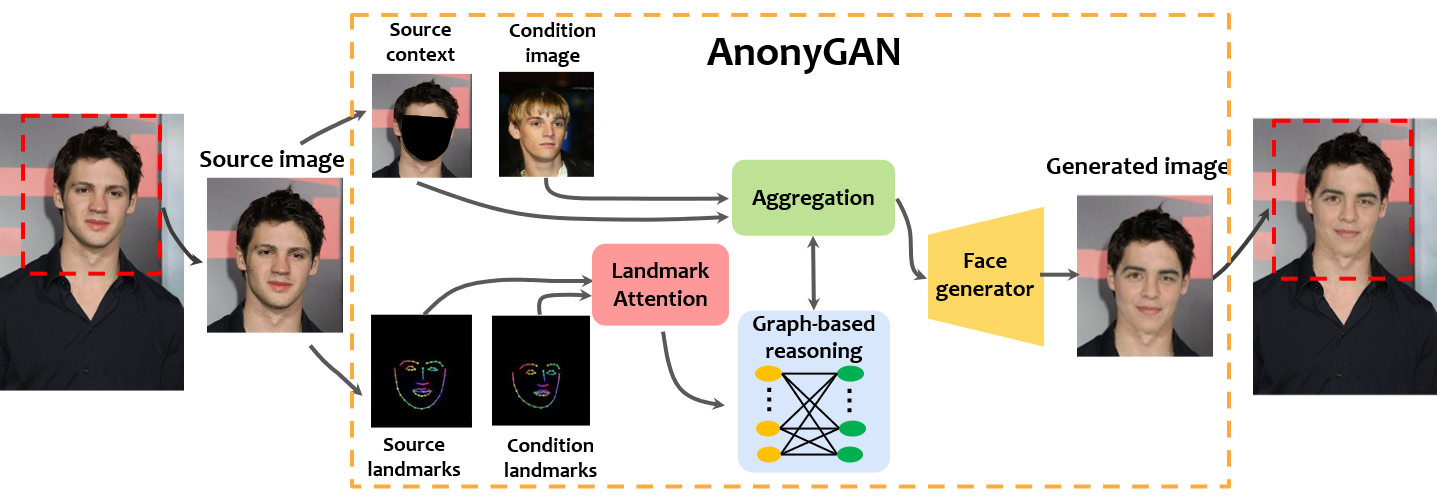 AnonyGAN
Source
context
Condition
image
Source image
Aggregation
Generated image
Landmark
Attention
Face
generator
Graph-based
reasoning
Source
landmarks
Condition
landmarks